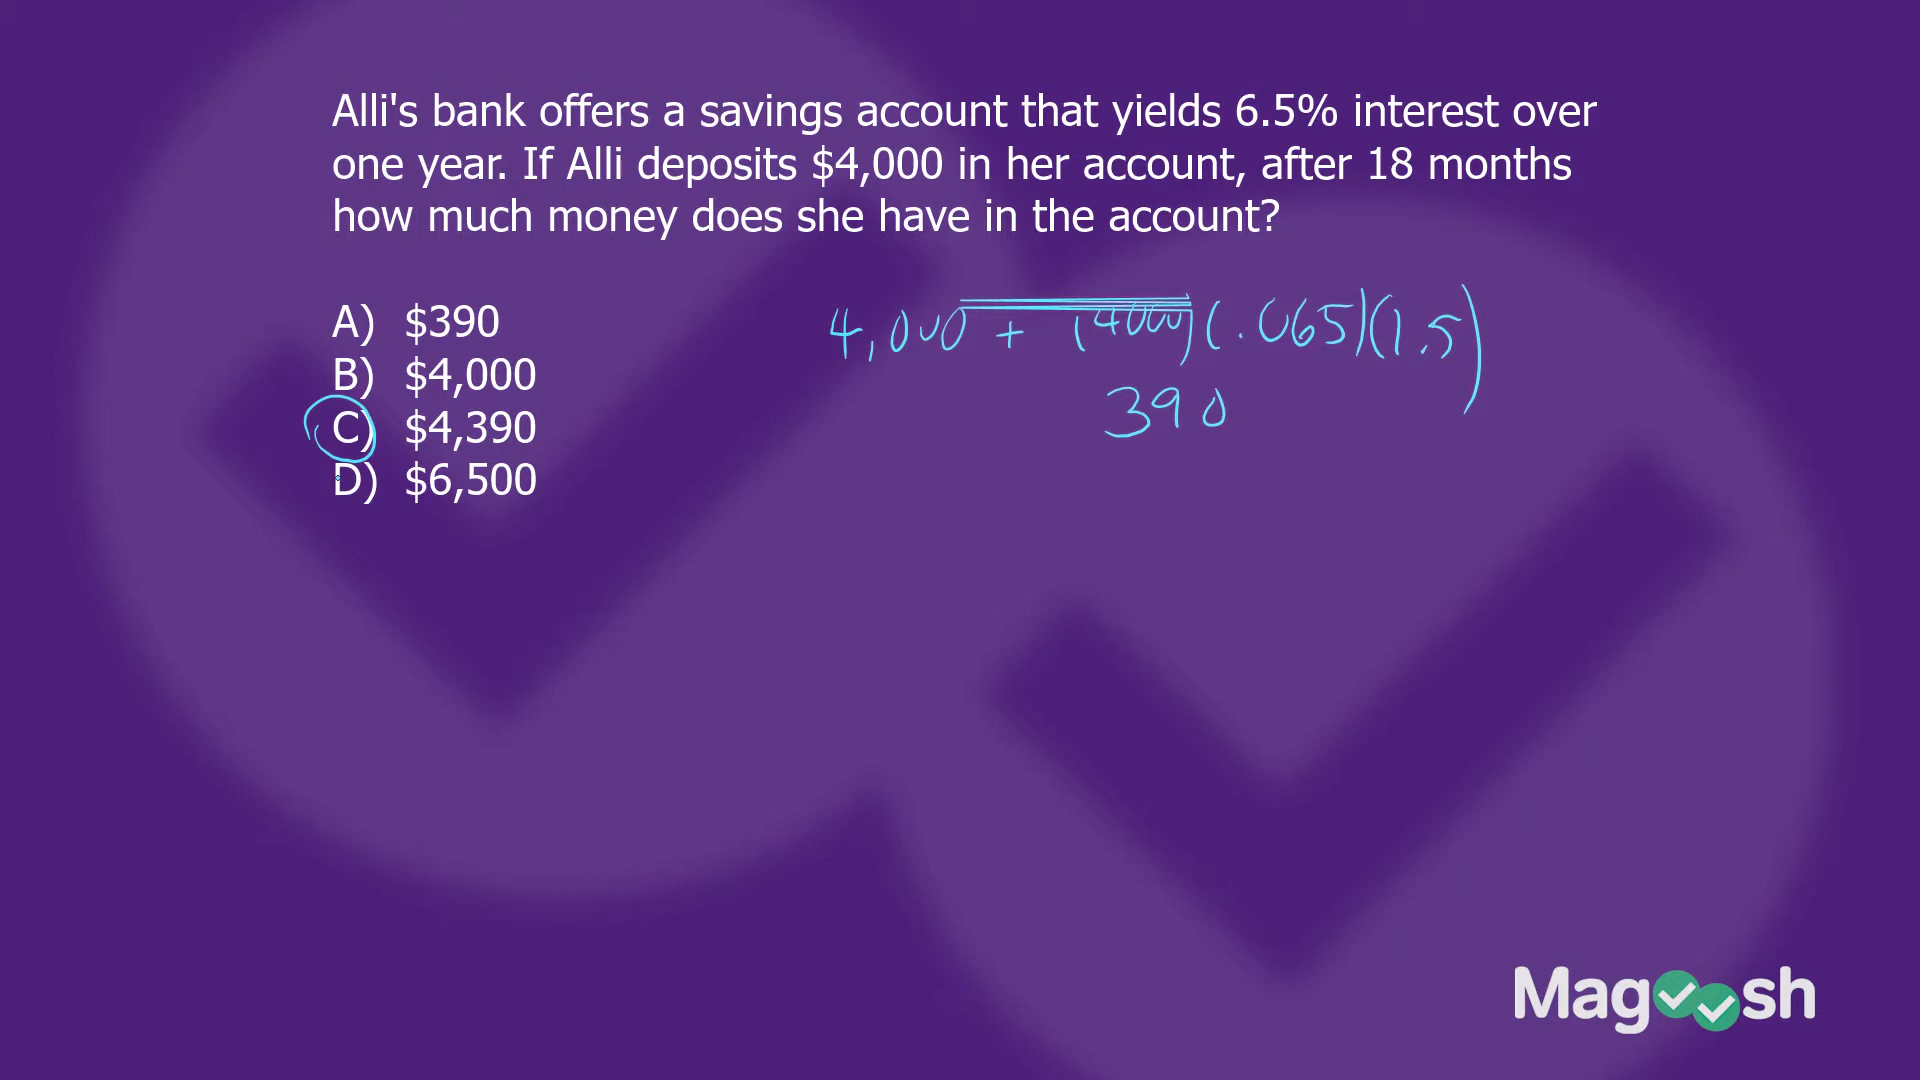 Alli's bank offers a savings account that yields 6.5% interest over
one year. If Alli deposits $4,000 in her account, after 18 months
how much money does she have in the account?
A) $390
B) $4,000
C) $4,390
D) $6,500
4,000 + (4000)(.065)(1.5)
390
Magoosh